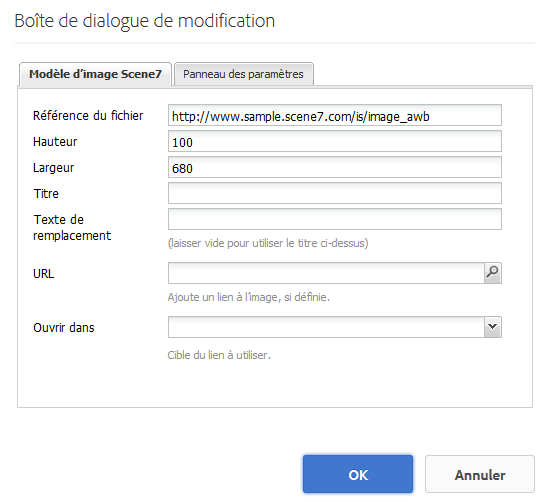 Boîte de dialogue de modification
Modèle d'image Scene7
Panneau des paramètres
Référence du fichier
http://www.sample.scene7.com/is/image_awb
Hauteur
100
Largeur
680
Titre
Texte de
remplacement
(laisser vide pour utiliser le titre ci-dessus)
URL
Ajoute un lien à l'image, si définie.
Ouvrir dans
Cible du lien à utiliser.
OK
Annuler